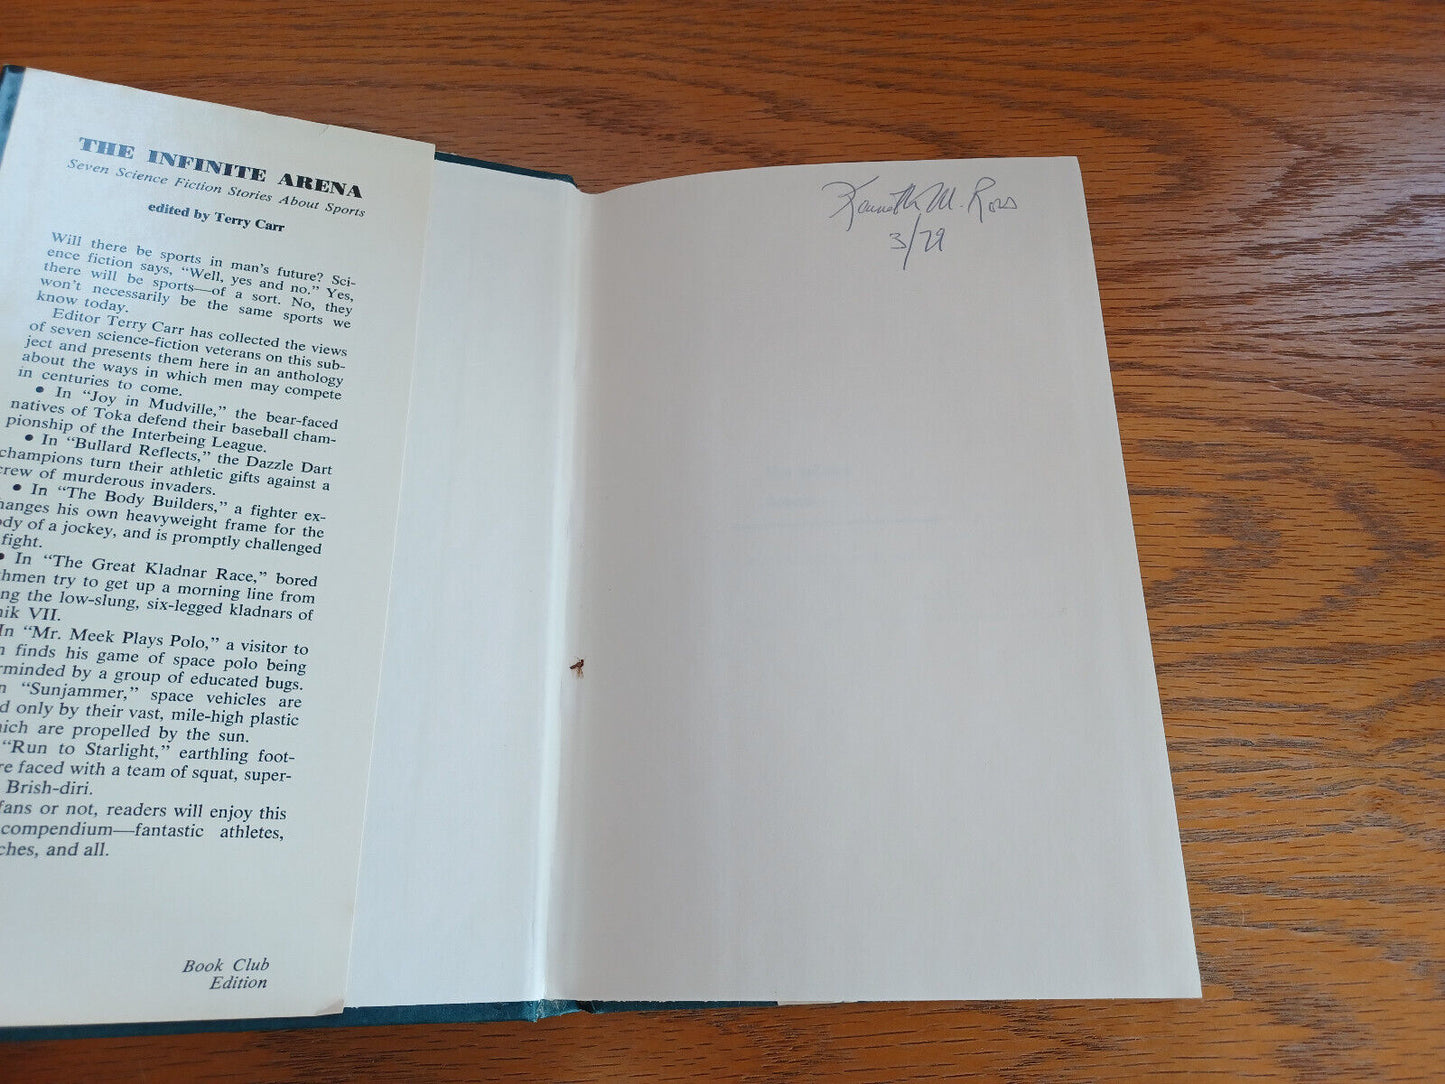 THE INFINITE ARENA
Seven Science Fiction Stories About Sports
edited by Terry Carr
Will there be sports in man's future? Sci-
ence fiction says, "Well, yes and no." Yes,
there will be sports—of a sort. No, they
won't necessarily be the same sports we
know today.
Editor Terry Carr has collected the views
of seven science-fiction veterans on this sub-
ject and presents them here in an anthology
about the ways in which men may compete
in centuries to come.
• In "Joy in Mudville," the bear-faced
natives of Toka defend their baseball cham-
pionship of the Interbeing League.
• In "Bullard Reflects," the Dazzle Dart
champions turn their athletic gifts against a
crew of murderous invaders.
• In "The Body Builders," a fighter ex-
hanges his own heavyweight frame for the
ody of a jockey, and is promptly challenged
fight.
• In "The Great Kladnar Race," bored
thmen try to get up a morning line from
ng the low-slung, six-legged kladnars of
nik VII.
In "Mr. Meek Plays Polo," a visitor to
n finds his game of space polo being
rminded by a group of educated bugs.
n "Sunjammer," space vehicles are
d only by their vast, mile-high plastic
hich are propelled by the sun.
"Run to Starlight," earthling foot-
re faced with a team of squat, super-
Brish-diri.
fans or not, readers will enjoy this
compendium—fantastic athletes,
ches, and all.
Book Club
Edition
Kenneth M. Ross
3/79